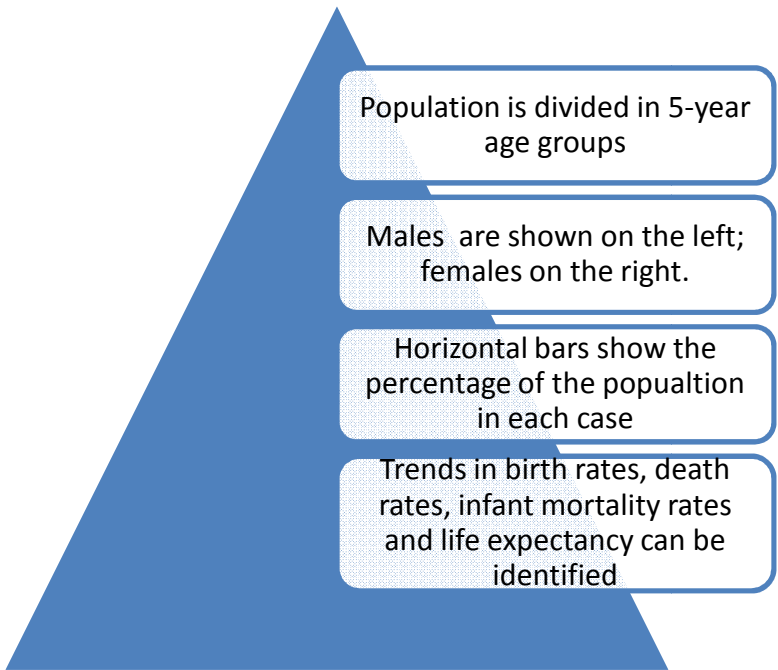 Population is divided in 5-year
age groups
Males  are shown on the left;
females on the right.
Horizontal bars show the
percentage of the popualtion
in each case
Trends in birth rates, death
rates, infant mortality rates
and life expectancy can be
identified